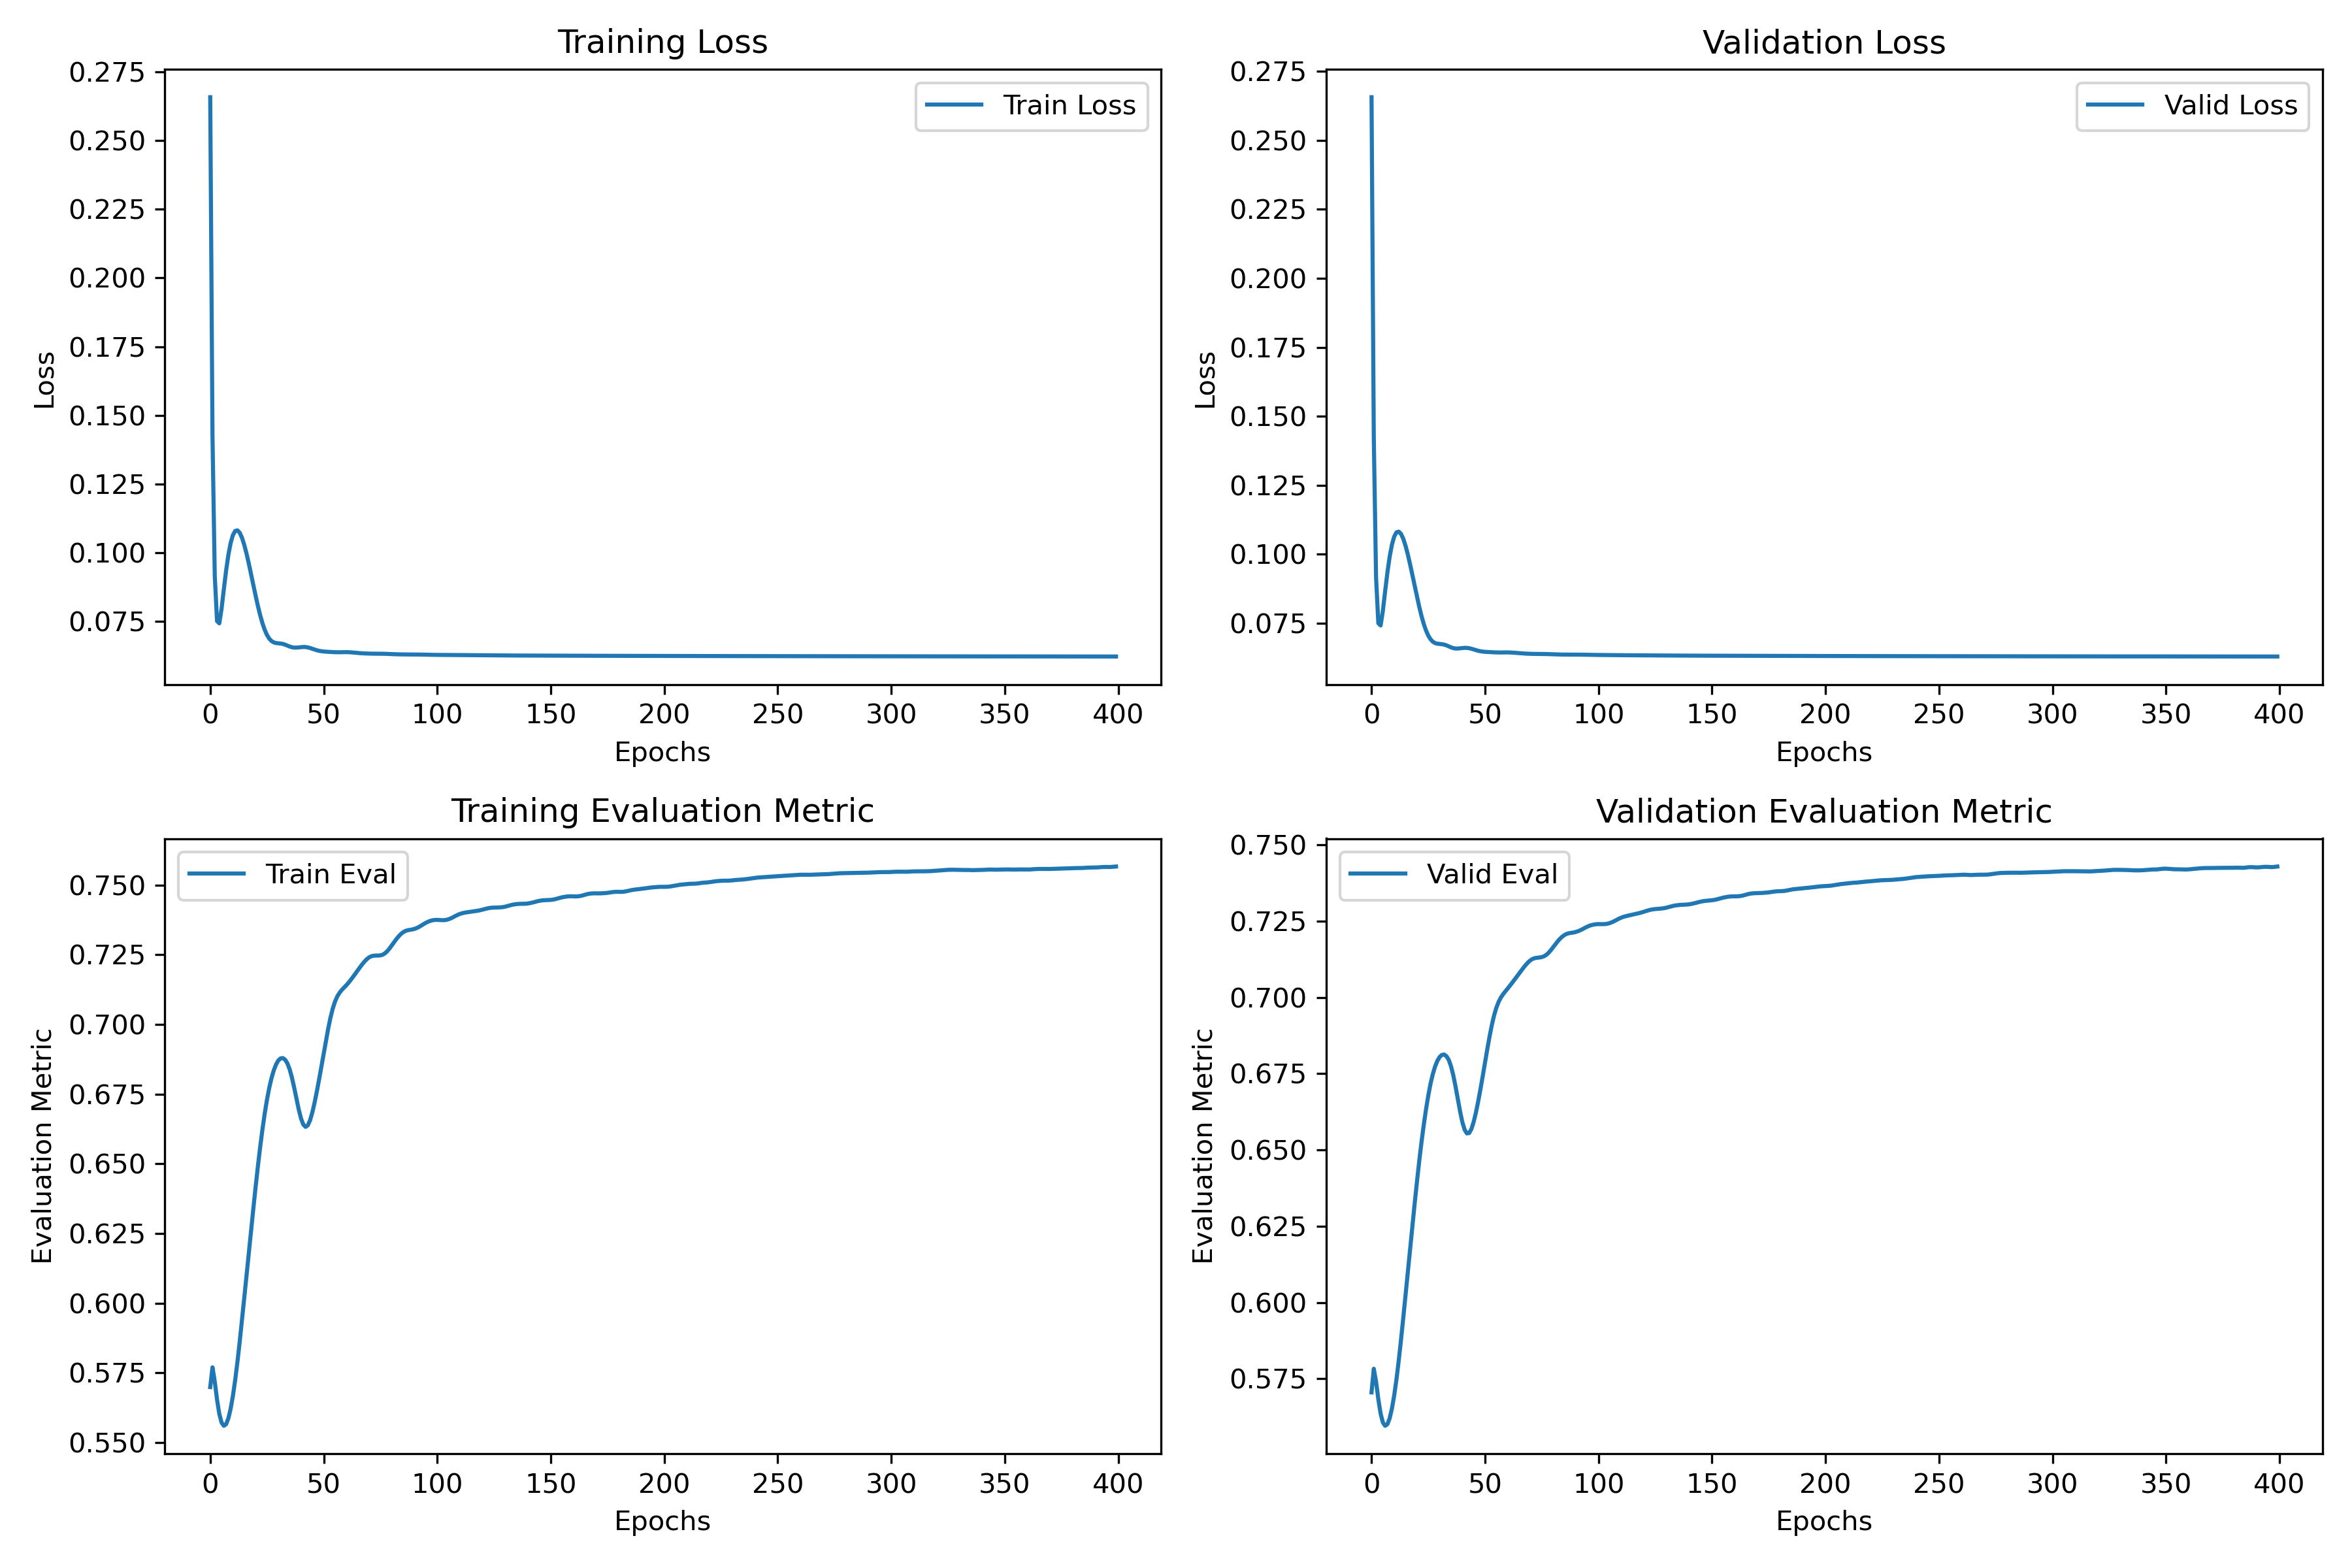 Training Loss
Train Loss
Loss
0.275
0.250
0.225
0.200
0.175
0.150
0.125
0.100
0.075
0 50 100 150 200 250 300 350 400
Epochs
Validation Loss
Valid Loss
Loss
0.275
0.250
0.225
0.200
0.175
0.150
0.125
0.100
0.075
0 50 100 150 200 250 300 350 400
Epochs
Training Evaluation Metric
Train Eval
Evaluation Metric
0.750
0.725
0.700
0.675
0.650
0.625
0.600
0.575
0.550
0 50 100 150 200 250 300 350 400
Epochs
Validation Evaluation Metric
Valid Eval
Evaluation Metric
0.750
0.725
0.700
0.675
0.650
0.625
0.600
0.575
0 50 100 150 200 250 300 350 400
Epochs